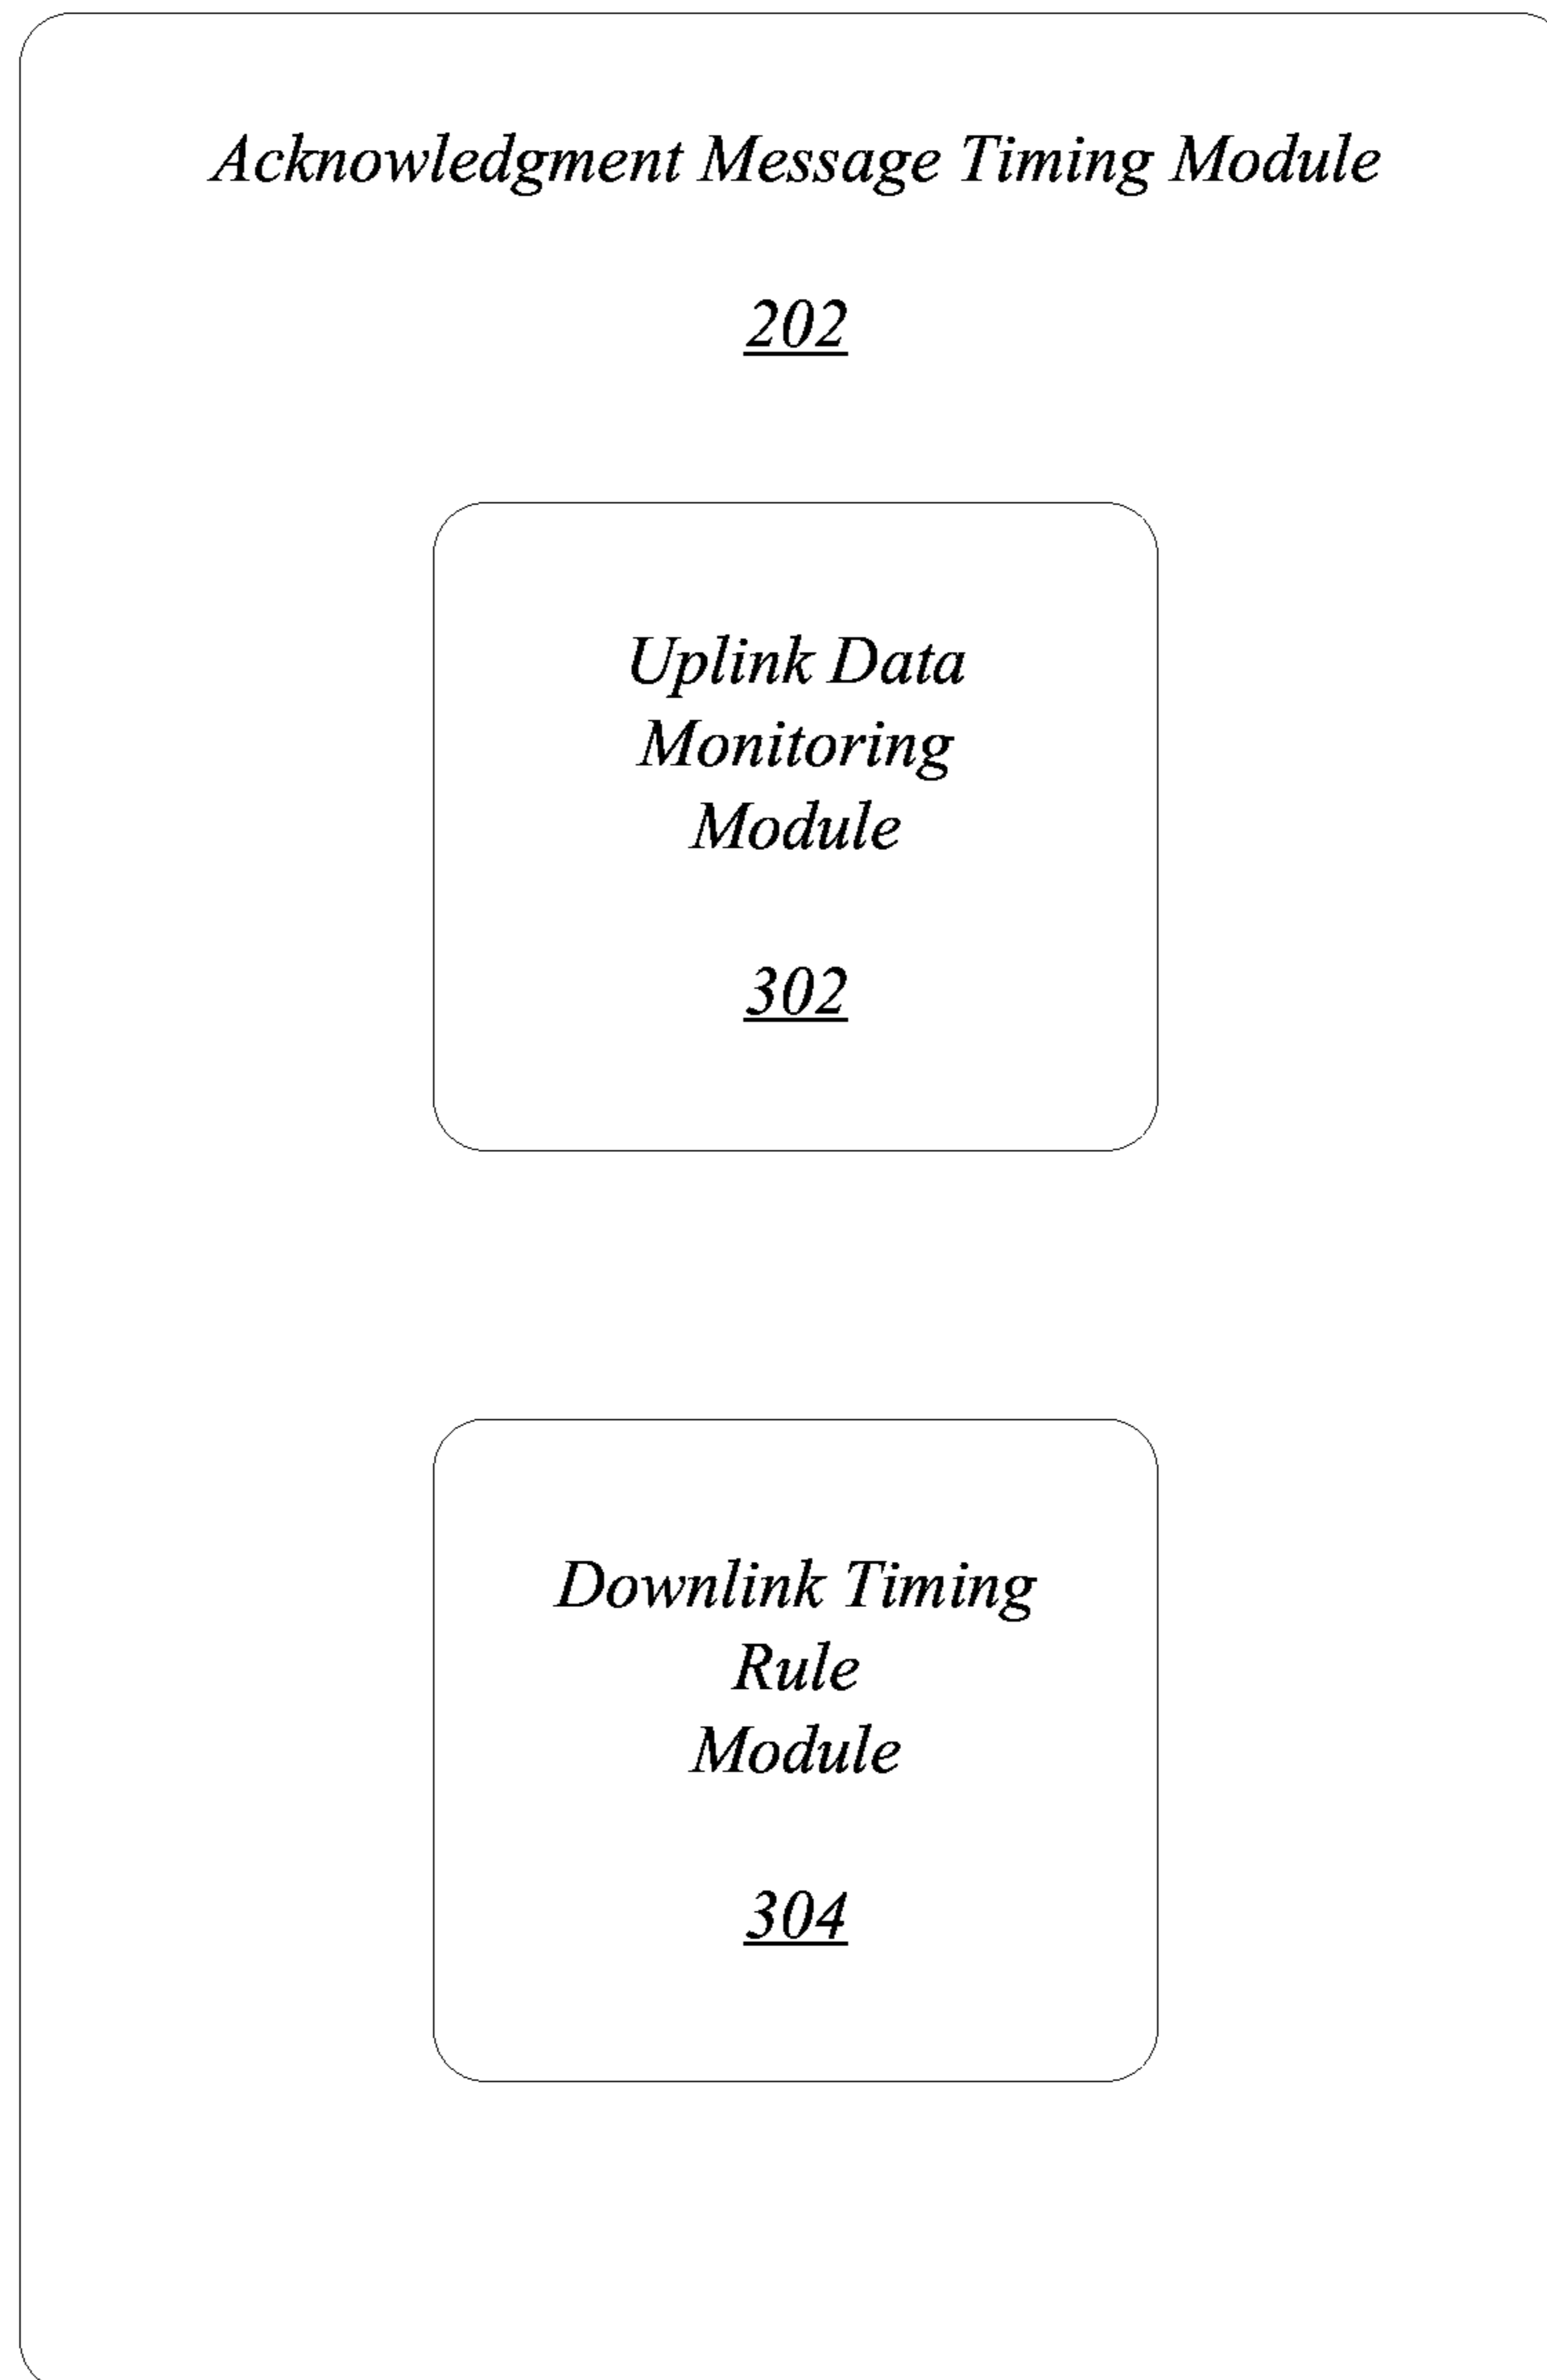 Acknowledgment Message Timing Module
202
Uplink Data
Monitoring
Module
302
Downlink Timing
Rule
Module
304